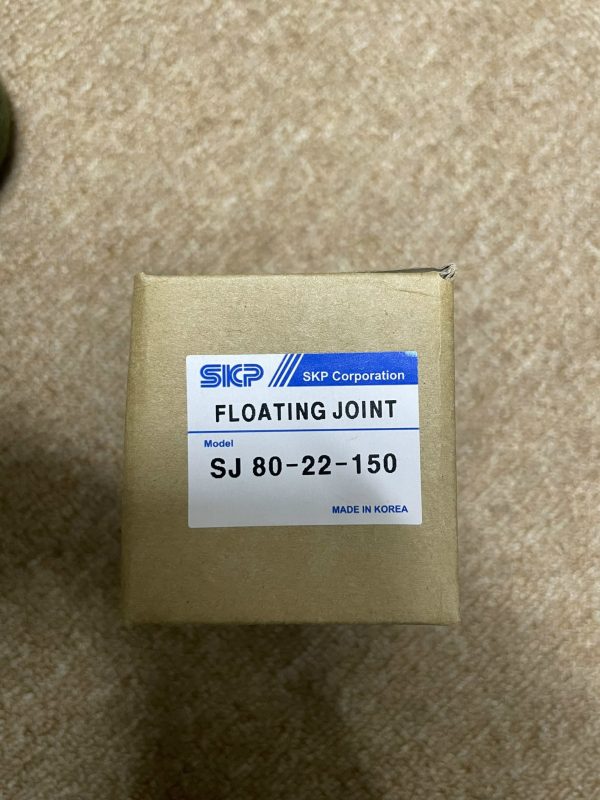 SKP
SKP Corporation
FLOATING JOINT
Model
SJ 80-22-150
MADE IN KOREA